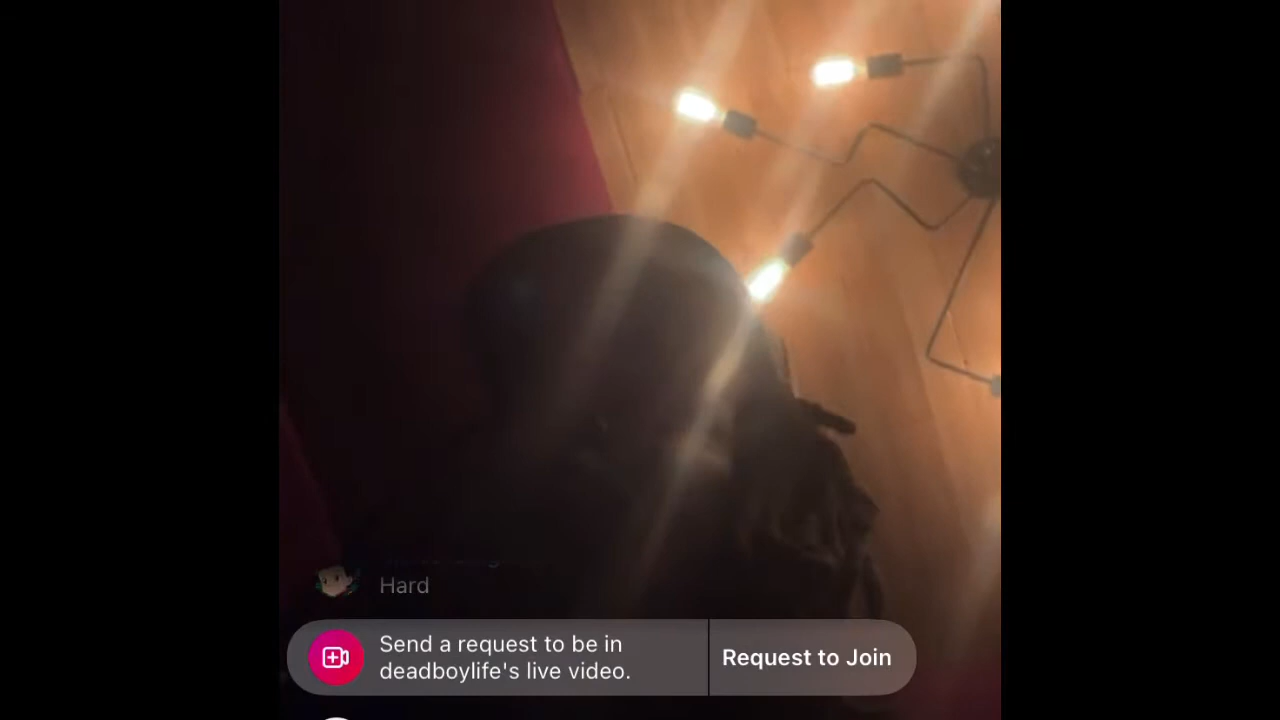 Hard
Send a request to be in
deadboylife's live video.
Request to Join